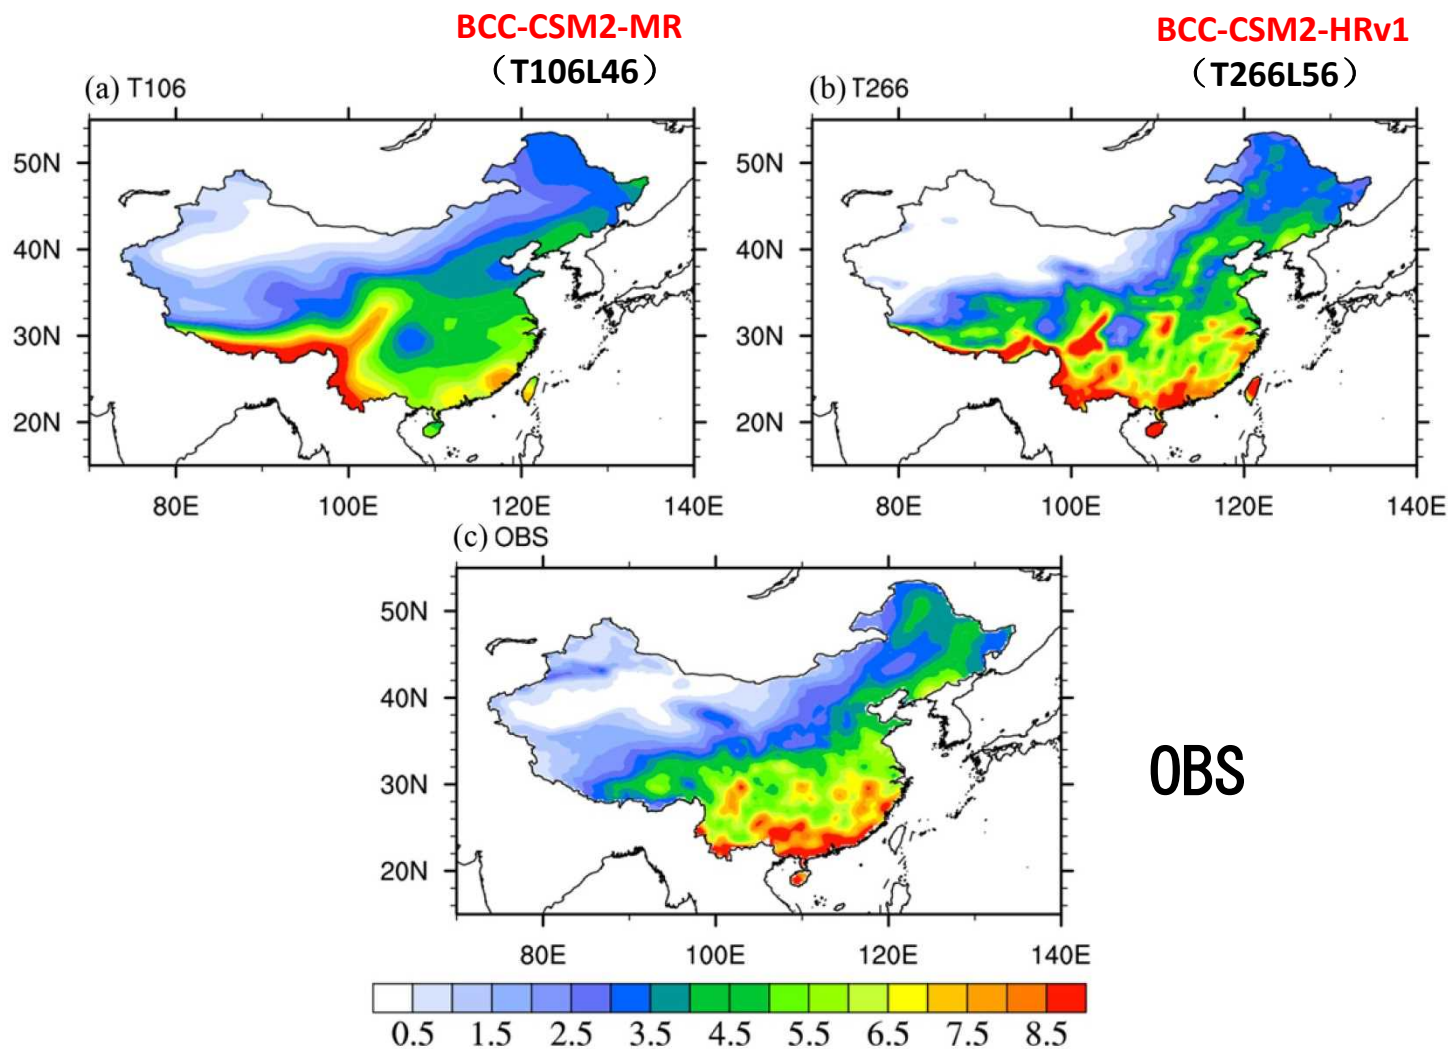 BCC-CSM2-MR
（T106L46）
BCC-CSM2-HRv1
（T266L56）
(a) T106
(b) T266
50N
40N
30N
20N
80E 100E 120E 140E
50N
40N
30N
20N
80E 100E 120E 140E
(c) OBS
50N
40N
30N
20N
80E 100E 120E 140E
OBS
0.5 1.5 2.5 3.5 4.5 5.5 6.5 7.5 8.5